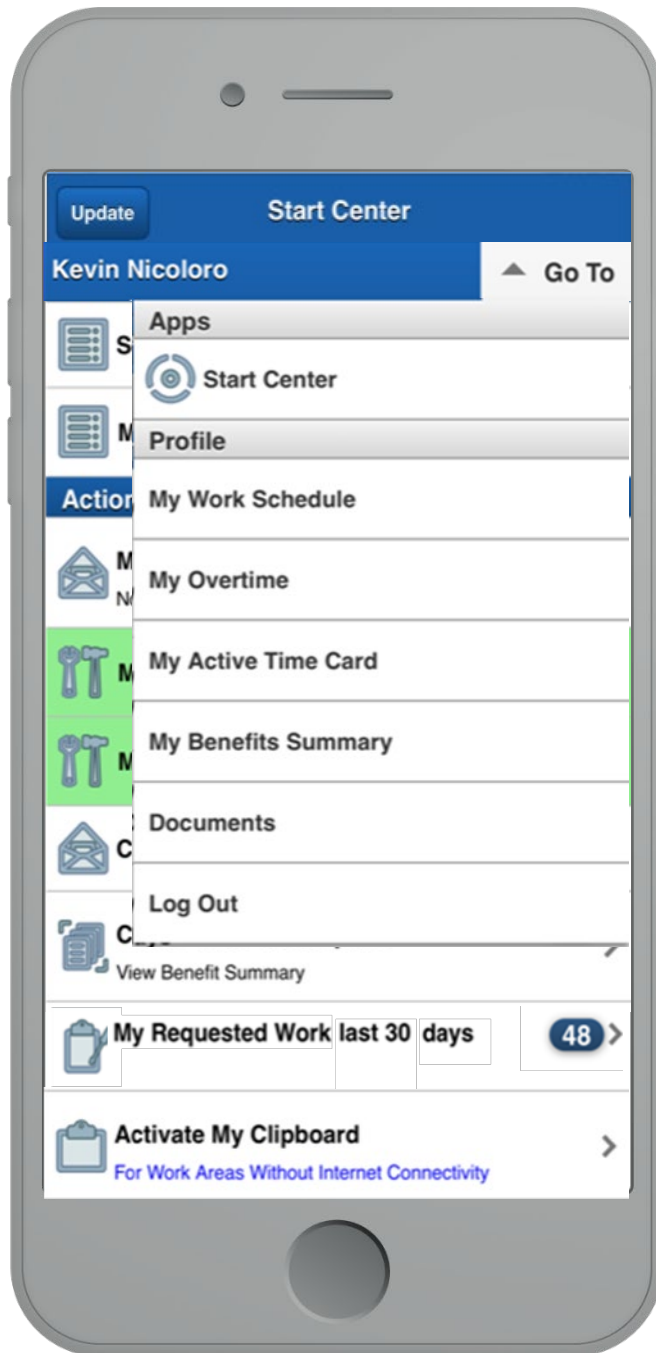 Update
Start Center
Kevin Nicoloro
Go To
Apps
S
Start Center
M
Profile
Action
My Work Schedule
M
My Overtime
M
My Active Time Card
M
My Benefits Summary
C
Documents
Log Out
C
View Benefit Summary
My Requested Work last 30 days
48
Activate My Clipboard
For Work Areas Without Internet Connectivity